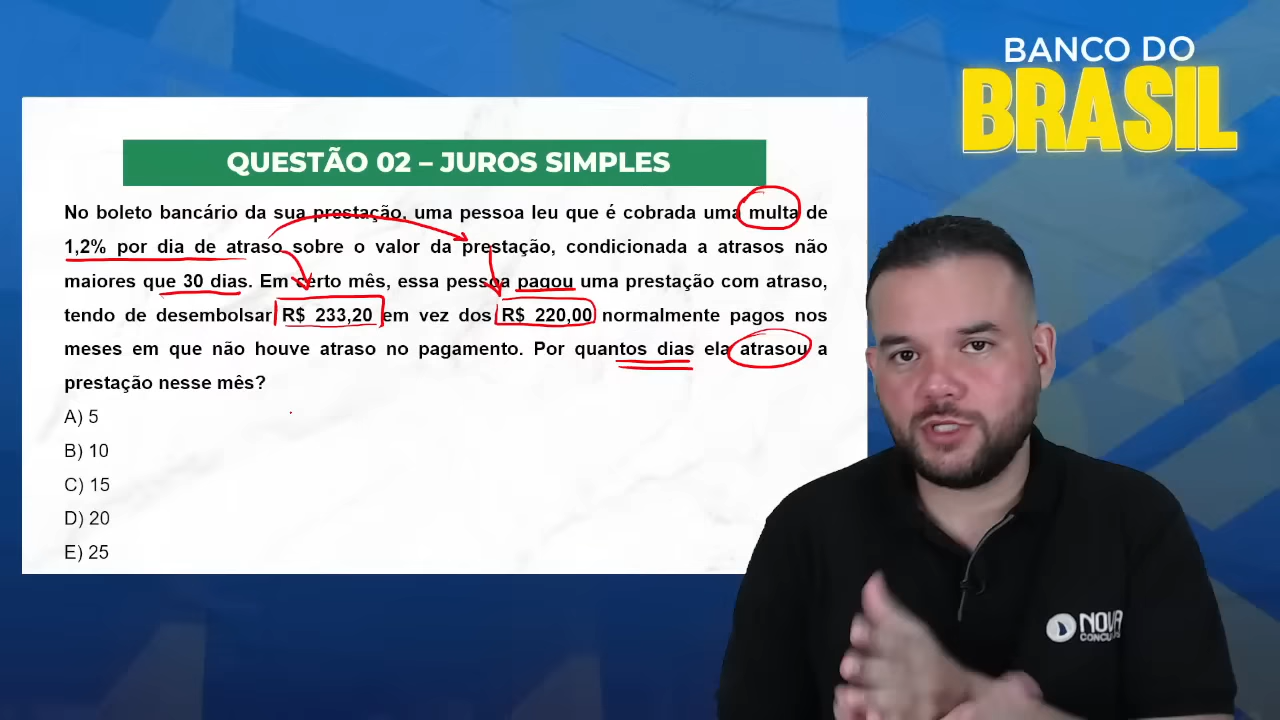 BANCO DO
BRASIL
QUESTÃO 02 – JUROS SIMPLES
No boleto bancário da sua prestação, uma pessoa leu que é cobrada uma multa de
1,2% por dia de atraso sobre o valor da prestação, condicionada a atrasos não
maiores que 30 dias. Em certo mês, essa pessoa pagou uma prestação com atraso,
tendo de desembolsar R$ 233,20 em vez dos R$ 220,00 normalmente pagos nos
meses em que não houve atraso no pagamento. Por quantos dias ela atrasou a
prestação nesse mês?
A) 5
B) 10
C) 15
D) 20
E) 25
NOVA